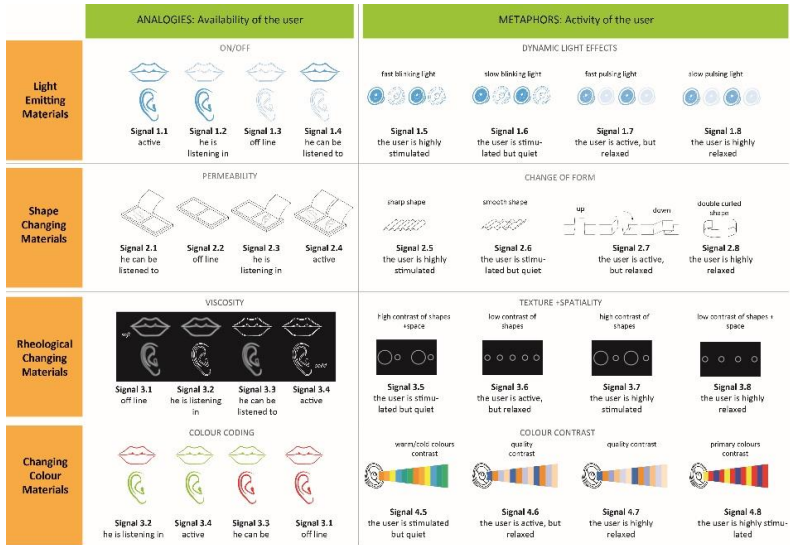 ANALOGIES: Availability of the user
METAPHORS: Activity of the user
Light
Emitting
Materials
ON/OFF
Signal 1.1
active
Signal 1.2
he is
listening in
Signal 1.3
off line
Signal 1.4
he can be
listened to
DYNAMIC LIGHT EFFECTS
fast blinking light
slow blinking light
fast pulsing light
slow pulsing light
Signal 1.5
the user is highly
stimulated
Signal 1.6
the user is stimu-
lated but quiet
Signal 1.7
the user is active, but
relaxed
Signal 1.8
the user is highly
relaxed
Shape
Changing
Materials
PERMEABILITY
Signal 2.1
he can be
listened to
Signal 2.2
off line
Signal 2.3
he is
listening in
Signal 2.4
active
CHANGE OF FORM
sharp shape
smooth shape
up
down
double curled
shape
Signal 2.5
the user is highly
stimulated
Signal 2.6
the user is stimu-
lated but quiet
Signal 2.7
the user is active,
but relaxed
Signal 2.8
the user is highly
relaxed
Rheological
Changing
Materials
VISCOSITY
soft
solid
Signal 3.1
off line
Signal 3.2
he is listening
in
Signal 3.3
he can be
listened to
Signal 3.4
active
TEXTURE +SPATIALITY
high contrast of shapes
+space
low contrast of
shapes
high contrast of
shapes
low contrast of shapes +
space
Signal 3.5
the user is stimu-
lated but quiet
Signal 3.6
the user is active,
but relaxed
Signal 3.7
the user is highly
stimulated
Signal 3.8
the user is highly
relaxed
Changing
Colour
Materials
COLOUR CODING
Signal 3.2
he is listening in
Signal 3.4
active
Signal 3.3
he can be
Signal 3.1
off line
COLOUR CONTRAST
warm/cold colours
contrast
quality
contrast
quality contrast
primary colours
contrast
Signal 4.5
the user is stimulated
but quiet
Signal 4.6
the user is active, but
relaxed
Signal 4.7
the user is highly
relaxed
Signal 4.8
the user is highly stimu-
lated